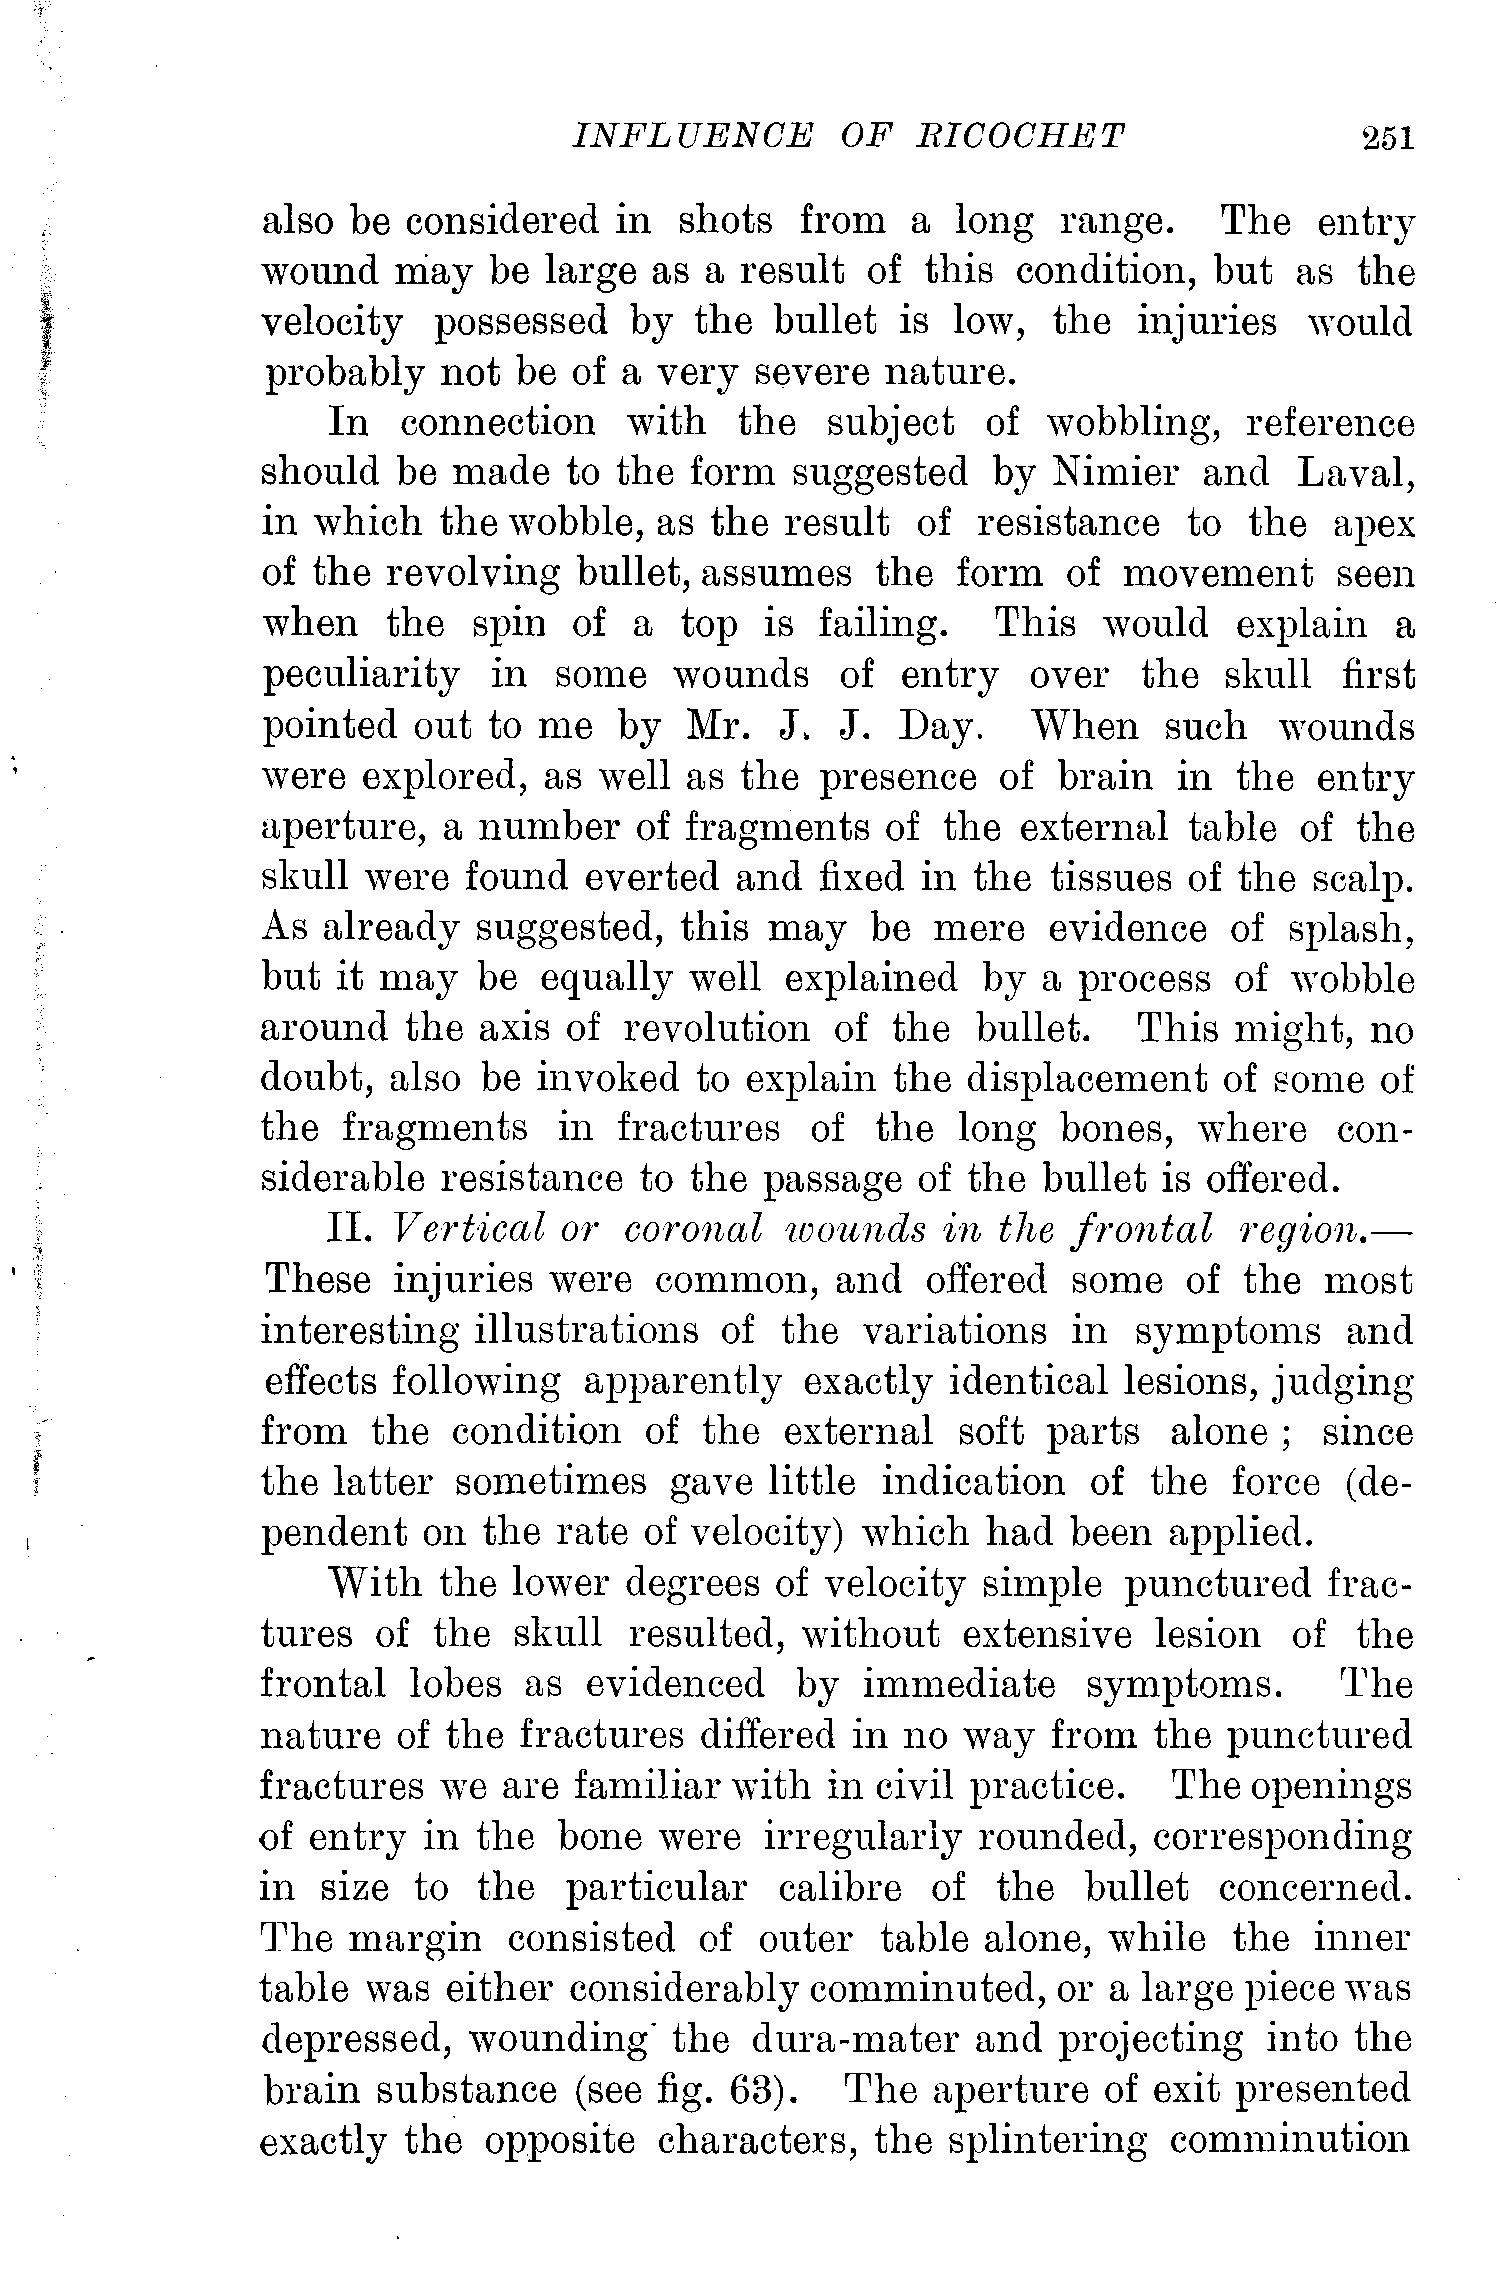 INFLUENCE OF RICOCHET 251
also be considered in shots from a long range. The entry
wound may be large as a result of this condition, but as the
velocity possessed by the bullet is low, the injuries would
probably not be of a very severe nature.
In connection with the subject of wobbling, reference
should be made to the form suggested by Nimier and Laval,
in which the wobble, as the result of resistance to the apex
of the revolving bullet, assumes the form of movement seen
when the spin of a top is failing. This would explain a
peculiarity in some wounds of entry over the skull first
pointed out to me by Mr. J. J. Day. When such wounds
were explored, as well as the presence of brain in the entry
aperture, a number of fragments of the external table of the
skull were found everted and fixed in the tissues of the scalp.
As already suggested, this may be mere evidence of splash,
but it may be equally well explained by a process of wobble
around the axis of revolution of the bullet. This might, no
doubt, also be invoked to explain the displacement of some of
the fragments in fractures of the long bones, where con-
siderable resistance to the passage of the bullet is offered.
II. Vertical or coronal wounds in the frontal region.—
These injuries were common, and offered some of the most
interesting illustrations of the variations in symptoms and
effects following apparently exactly identical lesions, judging
from the condition of the external soft parts alone ; since
the latter sometimes gave little indication of the force (de-
pendent on the rate of velocity) which had been applied.
With the lower degrees of velocity simple punctured frac-
tures of the skull resulted, without extensive lesion of the
frontal lobes as evidenced by immediate symptoms. The
nature of the fractures differed in no way from the punctured
fractures we are familiar with in civil practice. The openings
of entry in the bone were irregularly rounded, corresponding
in size to the particular calibre of the bullet concerned.
The margin consisted of outer table alone, while the inner
table was either considerably comminuted, or a large piece was
depressed, wounding the dura-mater and projecting into the
brain substance (see fig. 63). The aperture of exit presented
exactly the opposite characters, the splintering comminution